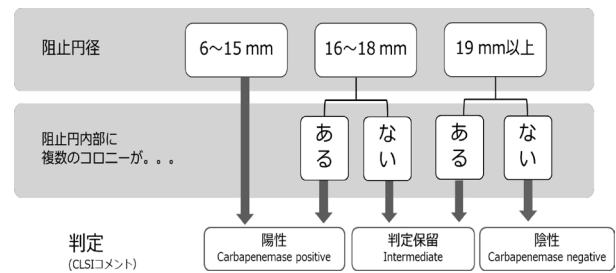 阻止円径
6～15 mm
16～18 mm
19 mm以上
阻止円内部に
複数のコロニーが。。。
ある
ない
ある
ない
判定
(CLSIコメント)
陽性
Carbapenemase positive
判定保留
Intermediate
陰性
Carbapenemase negative